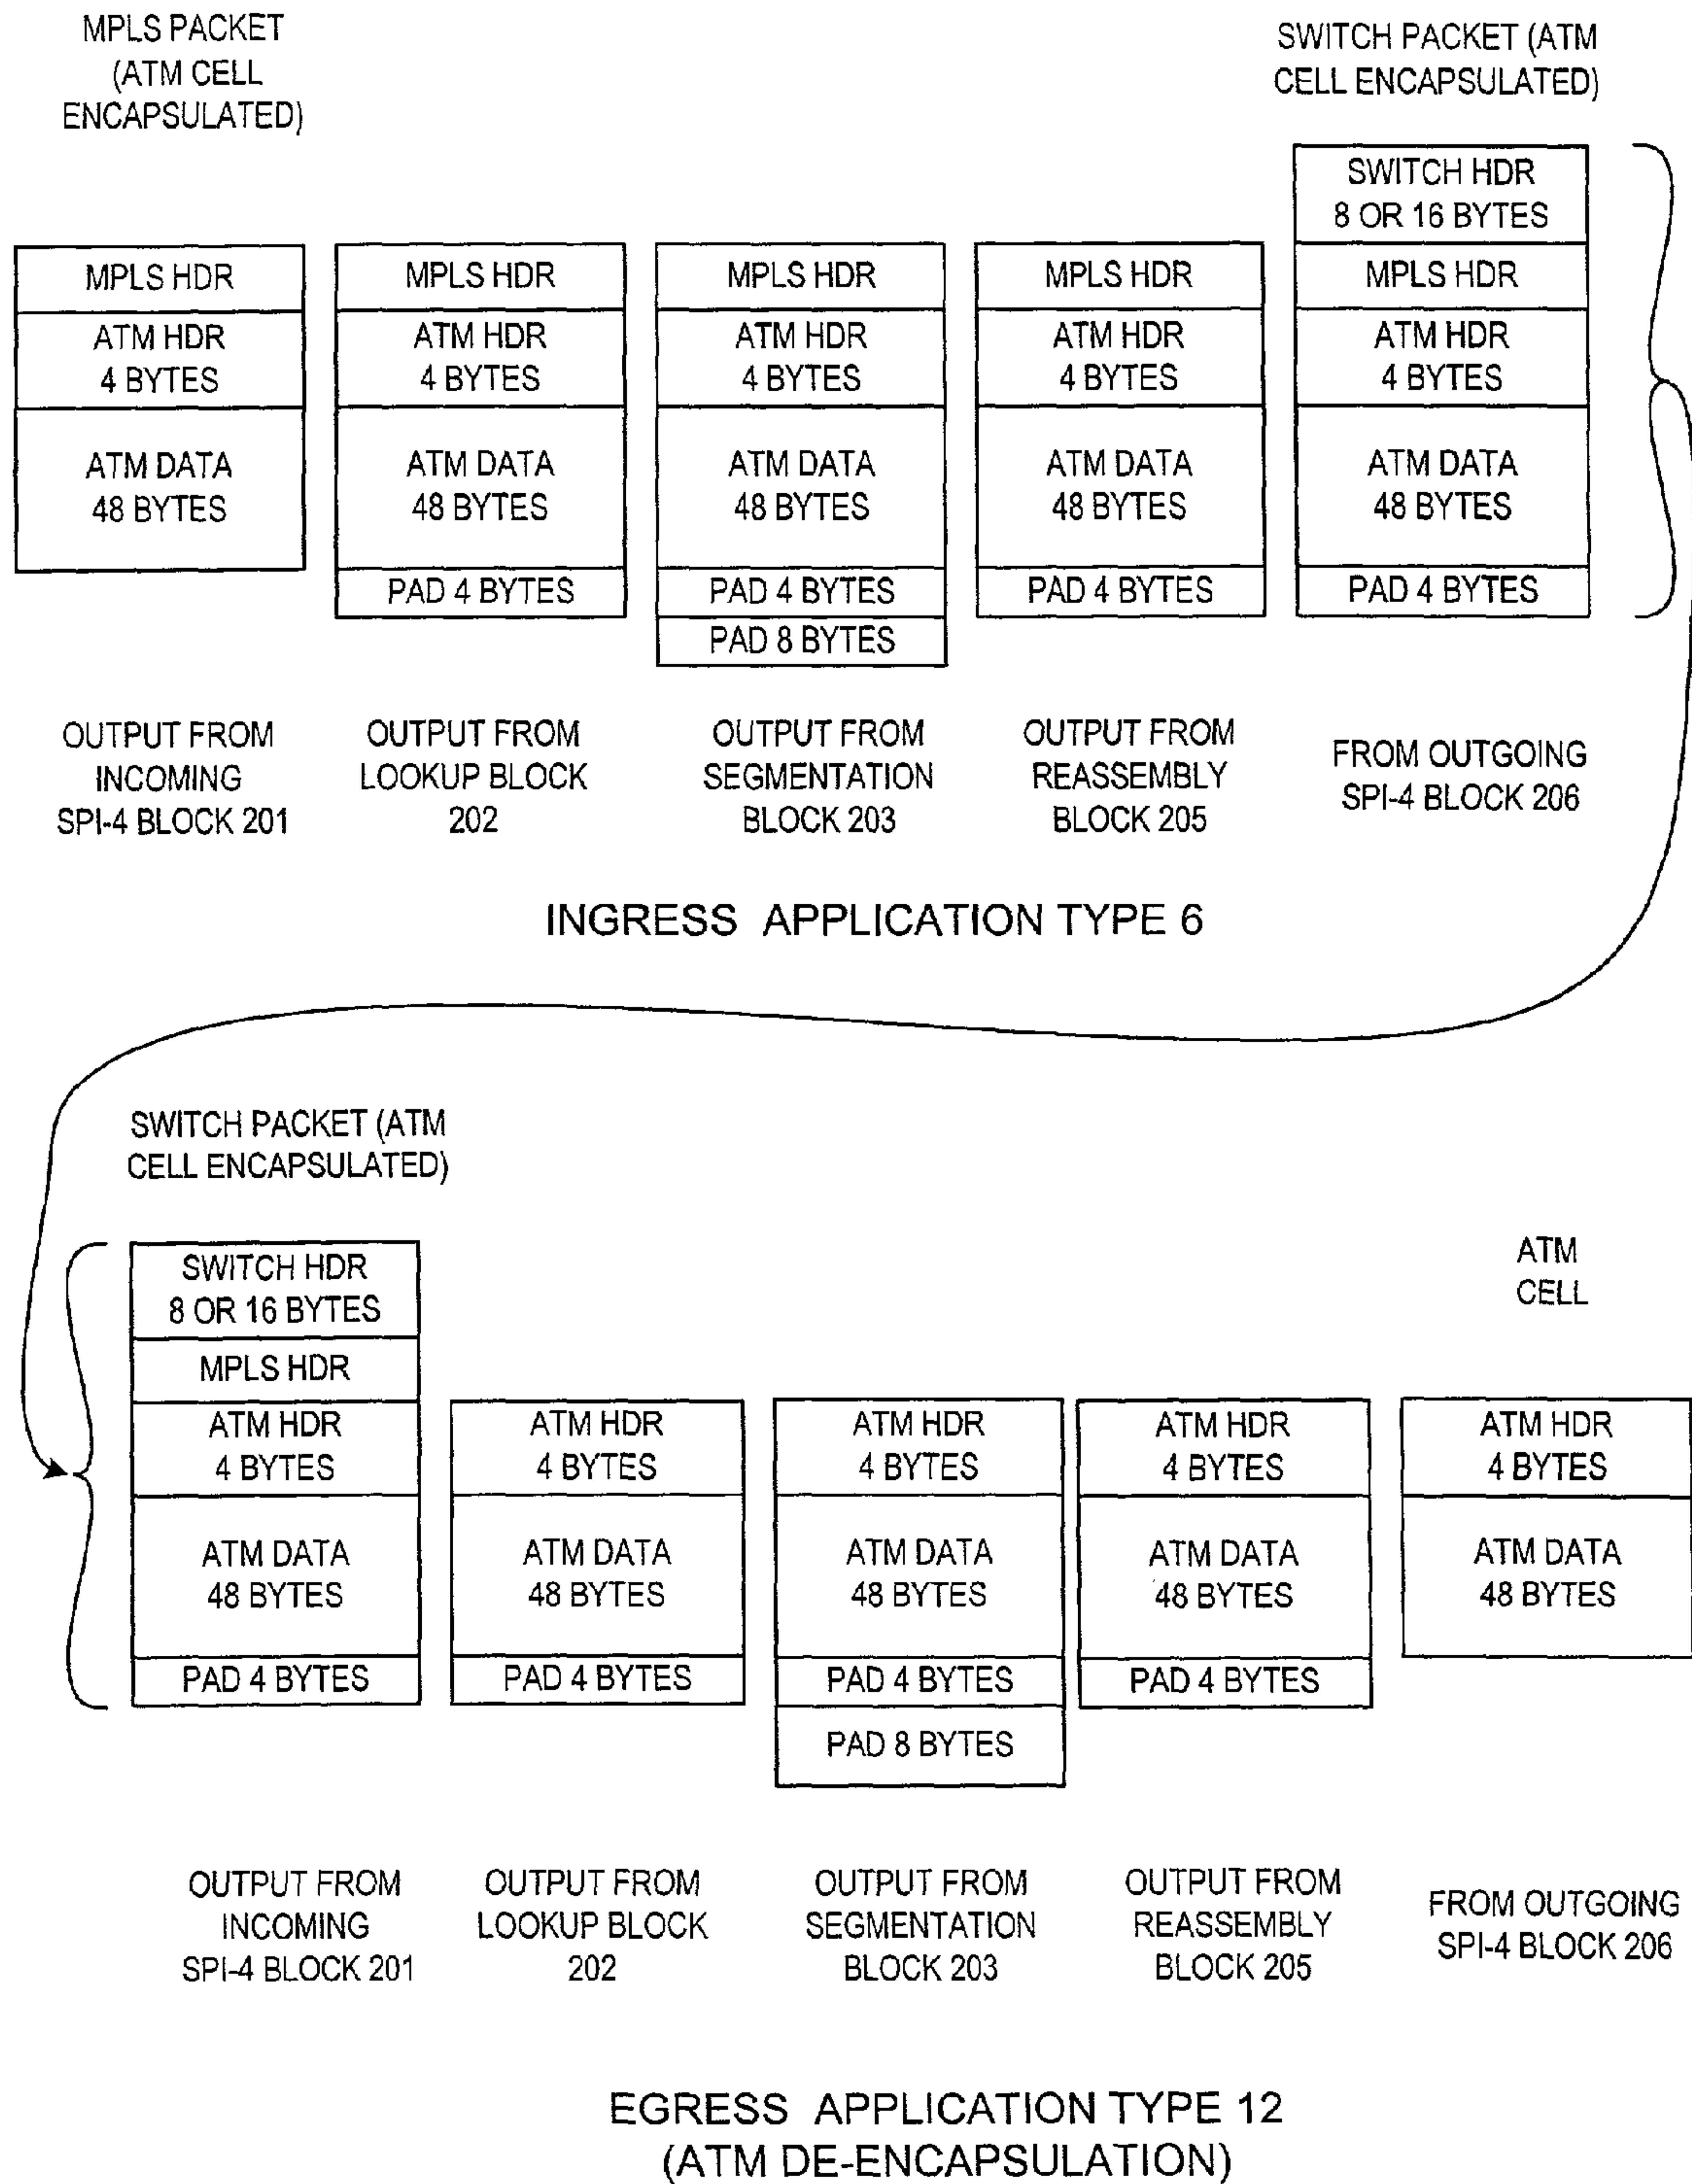 MPLS PACKET
(ATM CELL
ENCAPSULATED)
SWITCH PACKET (ATM
CELL ENCAPSULATED)
MPLS HDR
ATM HDR
4 BYTES
ATM DATA
48 BYTES
OUTPUT FROM
INCOMING
SPI-4 BLOCK 201
MPLS HDR
ATM HDR
4 BYTES
ATM DATA
48 BYTES
PAD 4 BYTES
OUTPUT FROM
LOOKUP BLOCK
202
MPLS HDR
ATM HDR
4 BYTES
ATM DATA
48 BYTES
PAD 4 BYTES
PAD 8 BYTES
OUTPUT FROM
SEGMENTATION
BLOCK 203
MPLS HDR
ATM HDR
4 BYTES
ATM DATA
48 BYTES
PAD 4 BYTES
OUTPUT FROM
REASSEMBLY
BLOCK 205
SWITCH HDR
8 OR 16 BYTES
MPLS HDR
ATM HDR
4 BYTES
ATM DATA
48 BYTES
PAD 4 BYTES
FROM OUTGOING
SPI-4 BLOCK 206
INGRESS APPLICATION TYPE 6
SWITCH PACKET (ATM
CELL ENCAPSULATED)
SWITCH HDR
8 OR 16 BYTES
MPLS HDR
ATM HDR
4 BYTES
ATM DATA
48 BYTES
PAD 4 BYTES
OUTPUT FROM
INCOMING
SPI-4 BLOCK 201
ATM HDR
4 BYTES
ATM DATA
48 BYTES
PAD 4 BYTES
OUTPUT FROM
LOOKUP BLOCK
202
ATM HDR
4 BYTES
ATM DATA
48 BYTES
PAD 4 BYTES
PAD 8 BYTES
OUTPUT FROM
SEGMENTATION
BLOCK 203
ATM HDR
4 BYTES
ATM DATA
48 BYTES
PAD 4 BYTES
OUTPUT FROM
REASSEMBLY
BLOCK 205
ATM
CELL
ATM HDR
4 BYTES
ATM DATA
48 BYTES
FROM OUTGOING
SPI-4 BLOCK 206
EGRESS APPLICATION TYPE 12
(ATM DE-ENCAPSULATION)